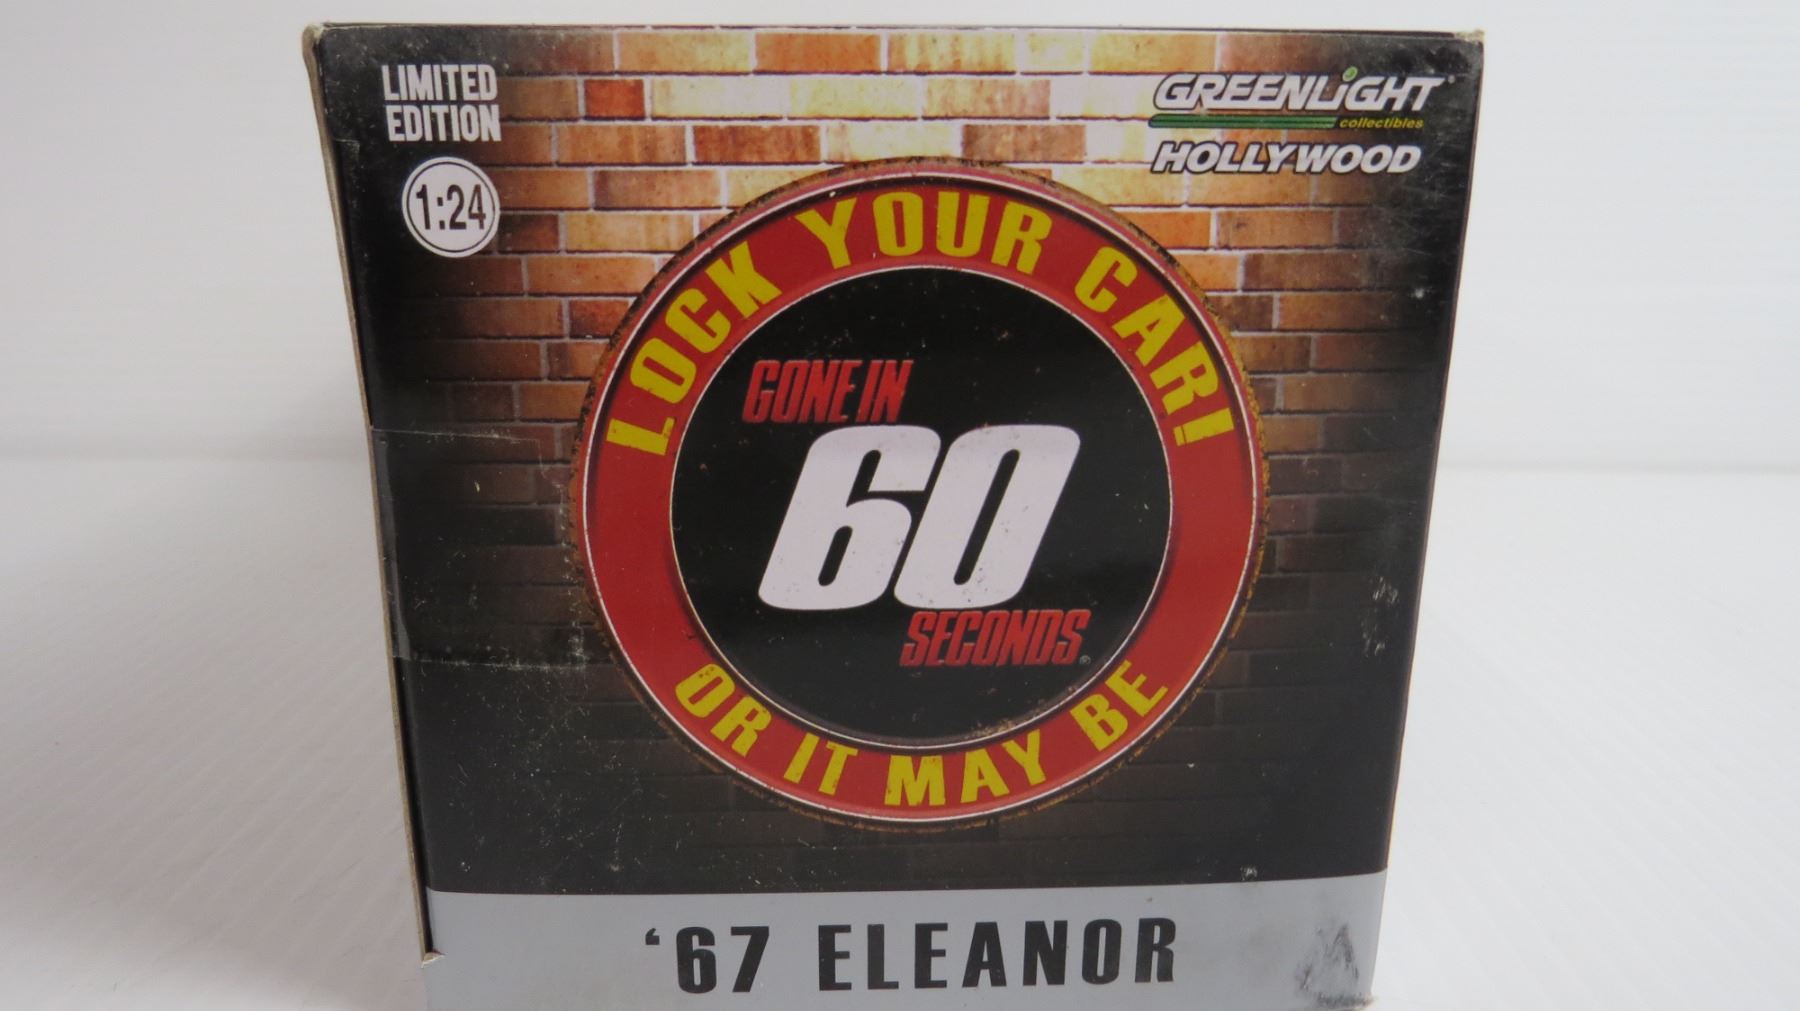 LIMITED
EDITION
1:24
GREENLiGHT
collectibles
HOLLYWOOD
LOCK YOUR CAR!
GONE IN
60
SECONDS®
OR IT MAY BE
‘67 ELEANOR